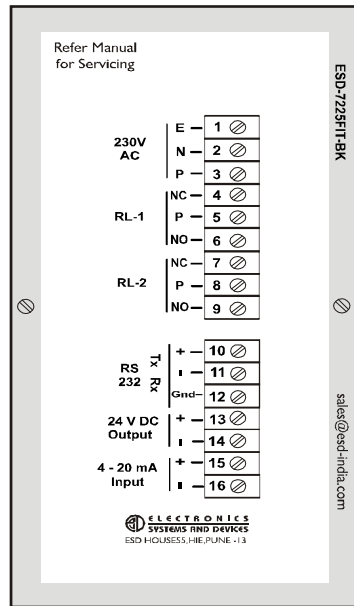 Refer Manual
for Servicing
ESD-7225FIT-BK
230V
AC
E 1
N 2
P 3
RL-1
NC 4
P 5
NO 6
RL-2
NC 7
P 8
NO 9
RS
232
Tx Rx
+ 10
- 11
Gnd 12
24 V DC
Output
+ 13
- 14
4 - 20 mA
Input
+ 15
- 16
sales@esd-india.com
ESD ELECTRONICS
SYSTEMS AND DEVICES
ESD HOUSE55,HIE,PUNE -13